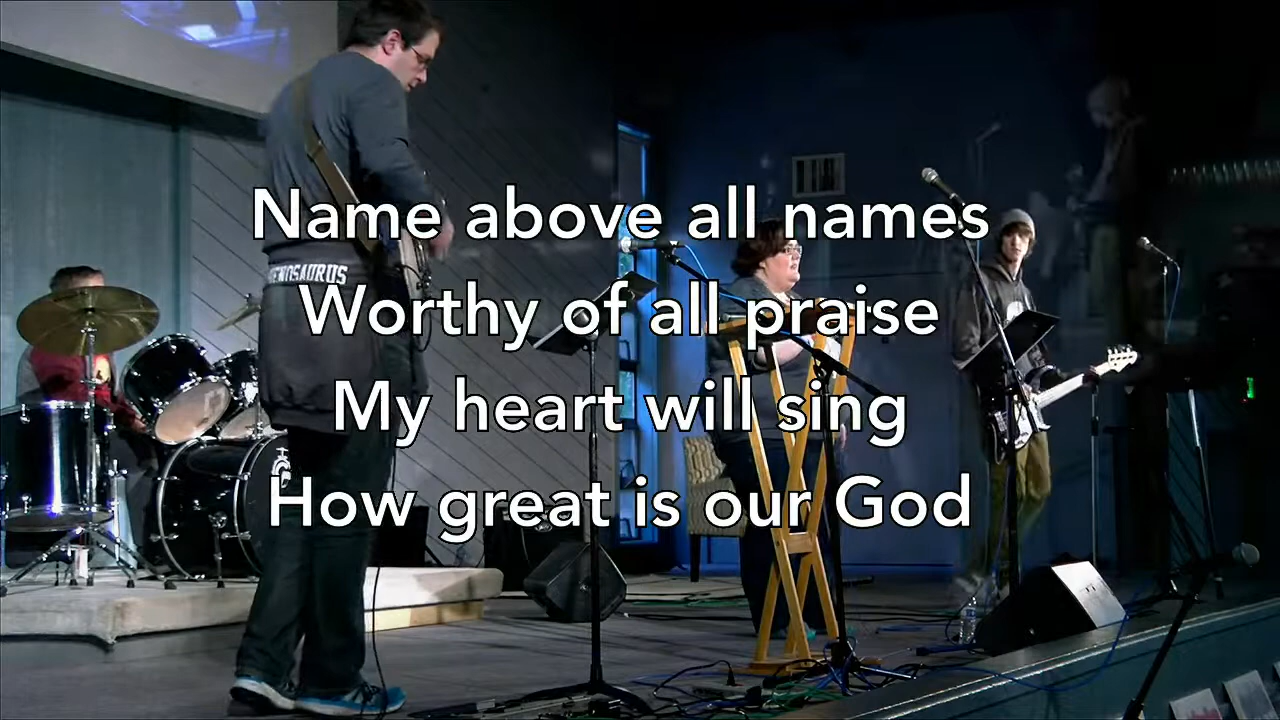 Name above all names
Worthy of all praise
My heart will sing
How great is our God